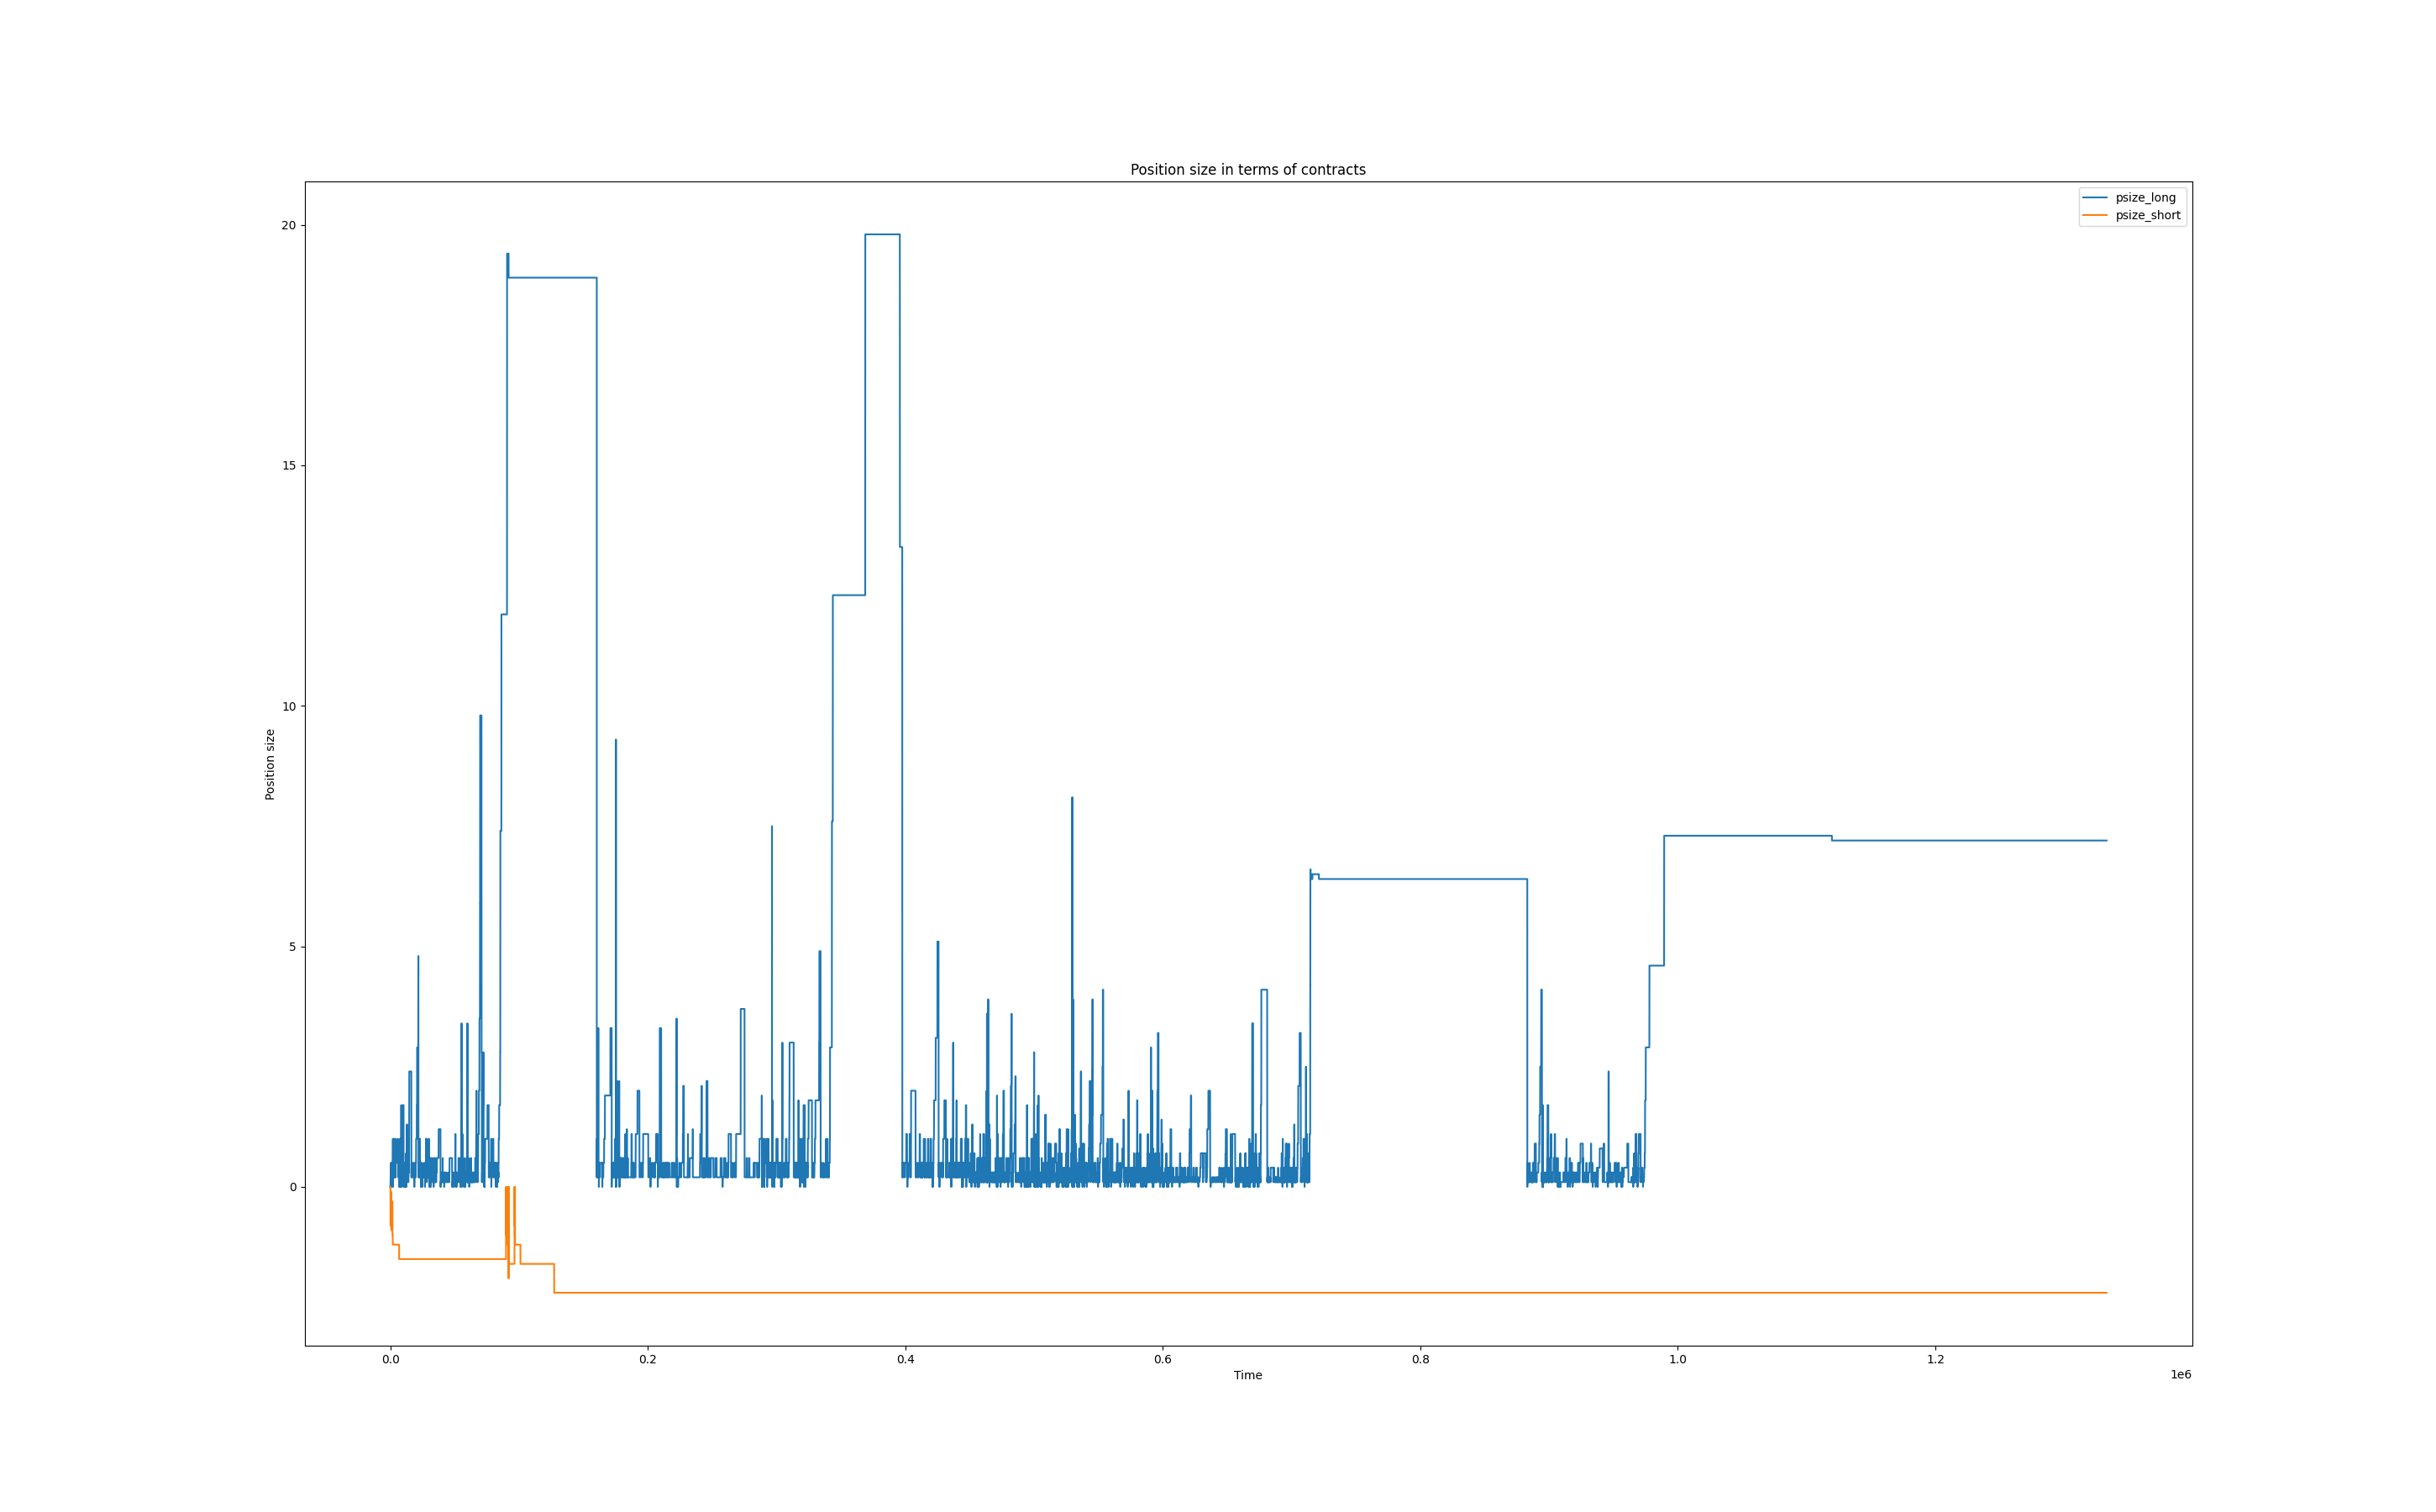 Position size in terms of contracts
psize_long
psize_short
20
15
10
5
0
Position size
0.0 0.2 0.4 0.6 0.8 1.0 1.2
Time
1e6